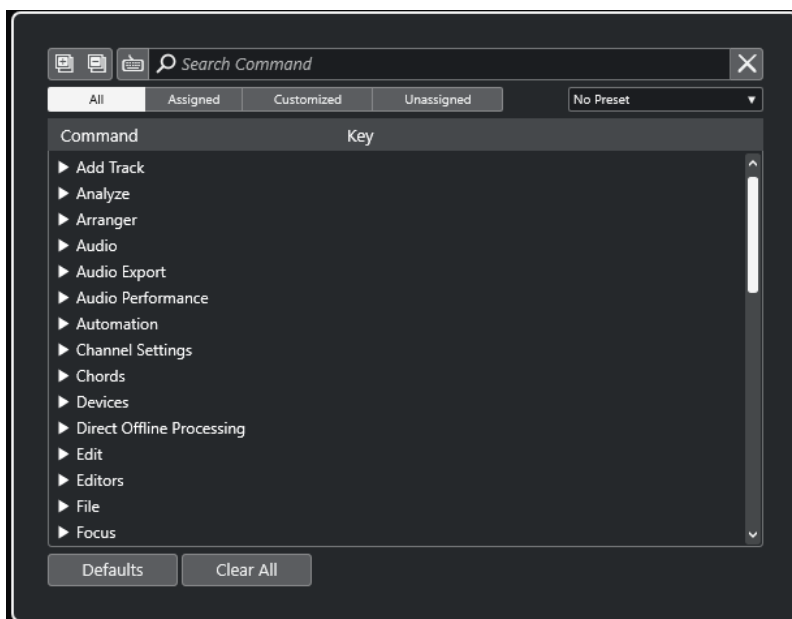 Search Command
All Assigned Customized Unassigned No Preset
Command Key
Add Track
Analyze
Arranger
Audio
Audio Export
Audio Performance
Automation
Channel Settings
Chords
Devices
Direct Offline Processing
Edit
Editors
File
Focus
Defaults Clear All